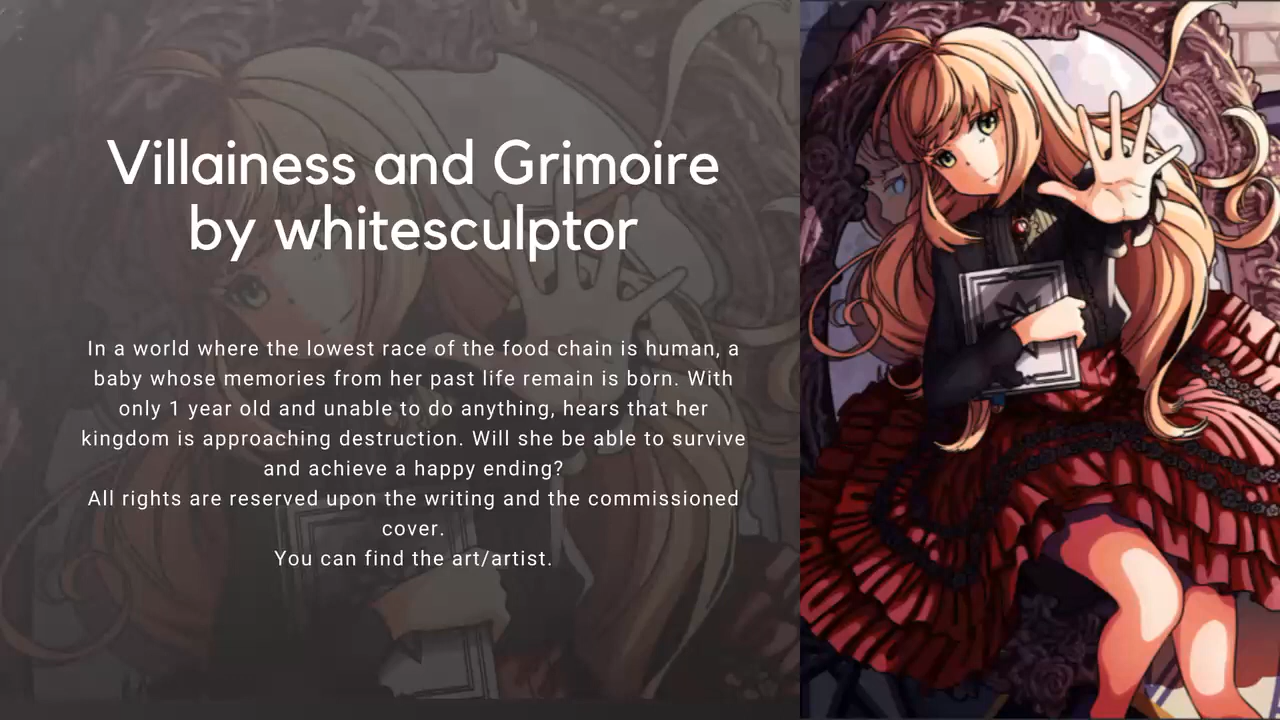 Villainess and Grimoire
by whitesculptor
In a world where the lowest race of the food chain is human, a
baby whose memories from her past life remain is born. With
only 1 year old and unable to do anything, hears that her
kingdom is approaching destruction. Will she be able to survive
and achieve a happy ending?
All rights are reserved upon the writing and the commissioned
cover.
You can find the art/artist.